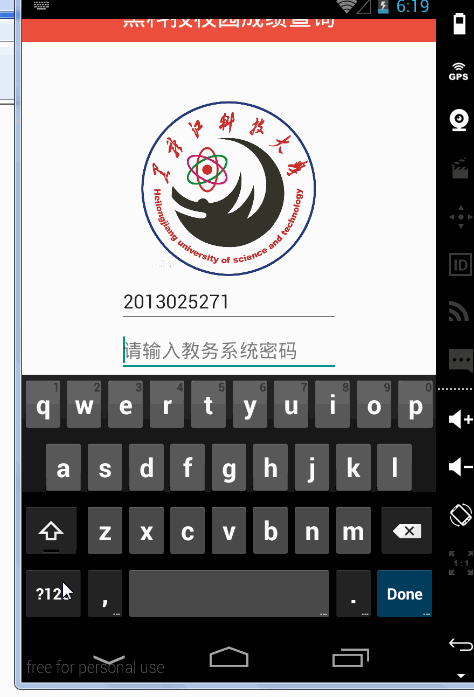 6:19
黑科技校园成绩查询
黑龙江科技大学
Heilongjiang university of science and technology
2013025271
请输入教务系统密码
1 2 3 4 5 6 7 8 9 0
q w e r t y u i o p
a s d f g h j k l
z x c v b n m
?123 , ... ... . ... Done ...
free for personal use
GPS
ID
1:1